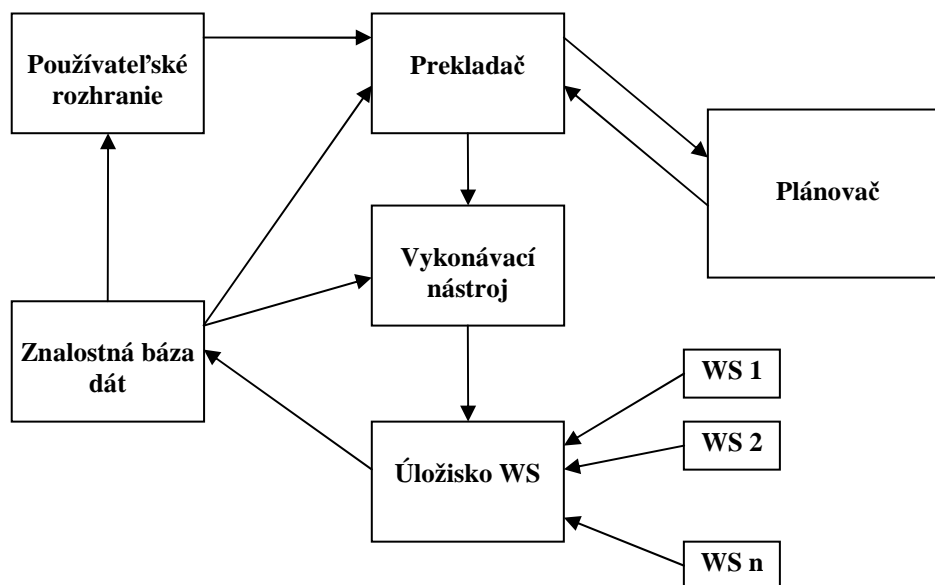 Používateľské
rozhranie
Prekladač
Plánovač
Vykonávací
nástroj
Znalostná báza
dát
WS 1
WS 2
Úložisko WS
WS n